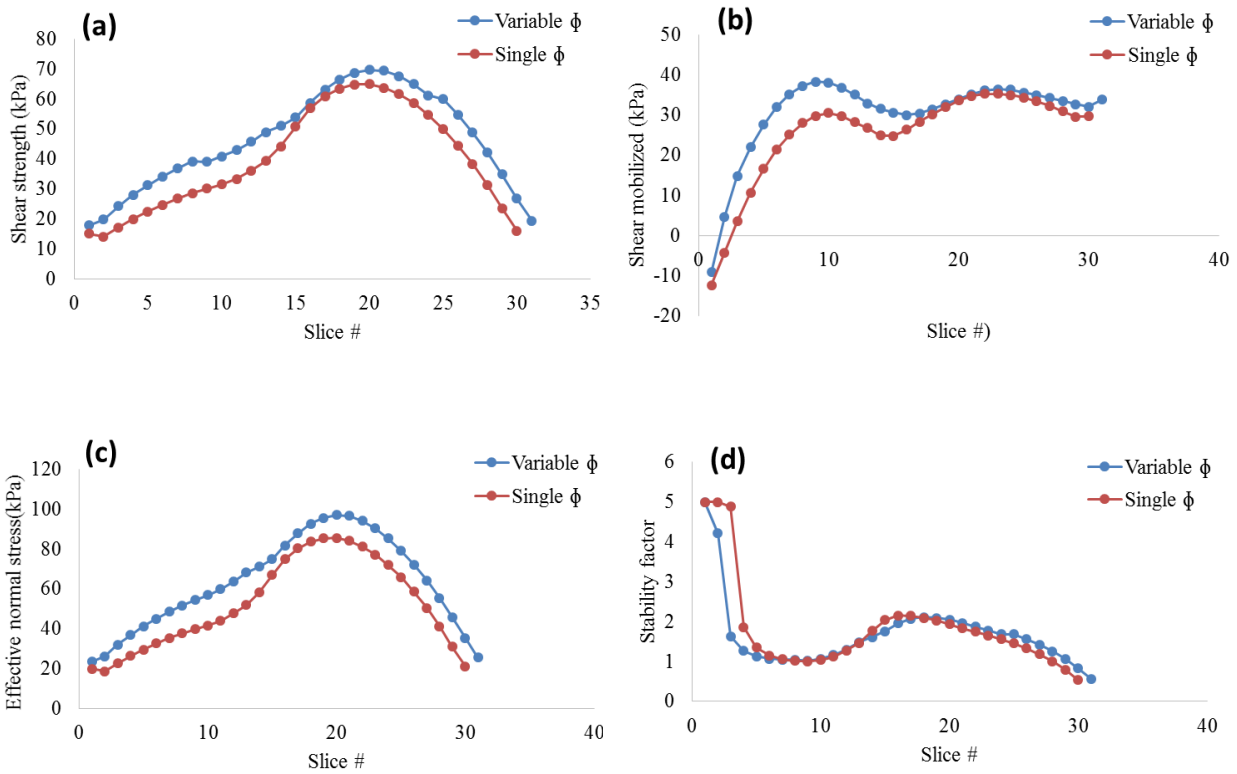 (a)
Variable ϕ
Single ϕ
Shear strength (kPa)
80
70
60
50
40
30
20
10
0
0 5 10 15 20 25 30 35
Slice #
(b)
Variable ϕ
Single ϕ
Shear mobilized (kPa)
50
40
30
20
10
0
-10
-20
0 10 20 30 40
Slice #)
(c)
Variable ϕ
Single ϕ
Effective normal stress(kPa)
120
100
80
60
40
20
0
0 10 20 30 40
Slice #
(d)
Variable ϕ
Single ϕ
Stability factor
6
5
4
3
2
1
0
0 10 20 30 40
Slice #